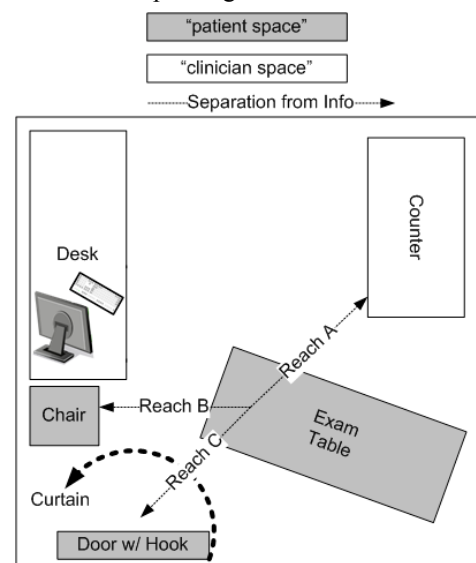 “patient space”
“clinician space”
Separation from Info
Desk
Counter
Reach A
Reach B
Chair
Exam
Table
Reach C
Curtain
Door w/ Hook